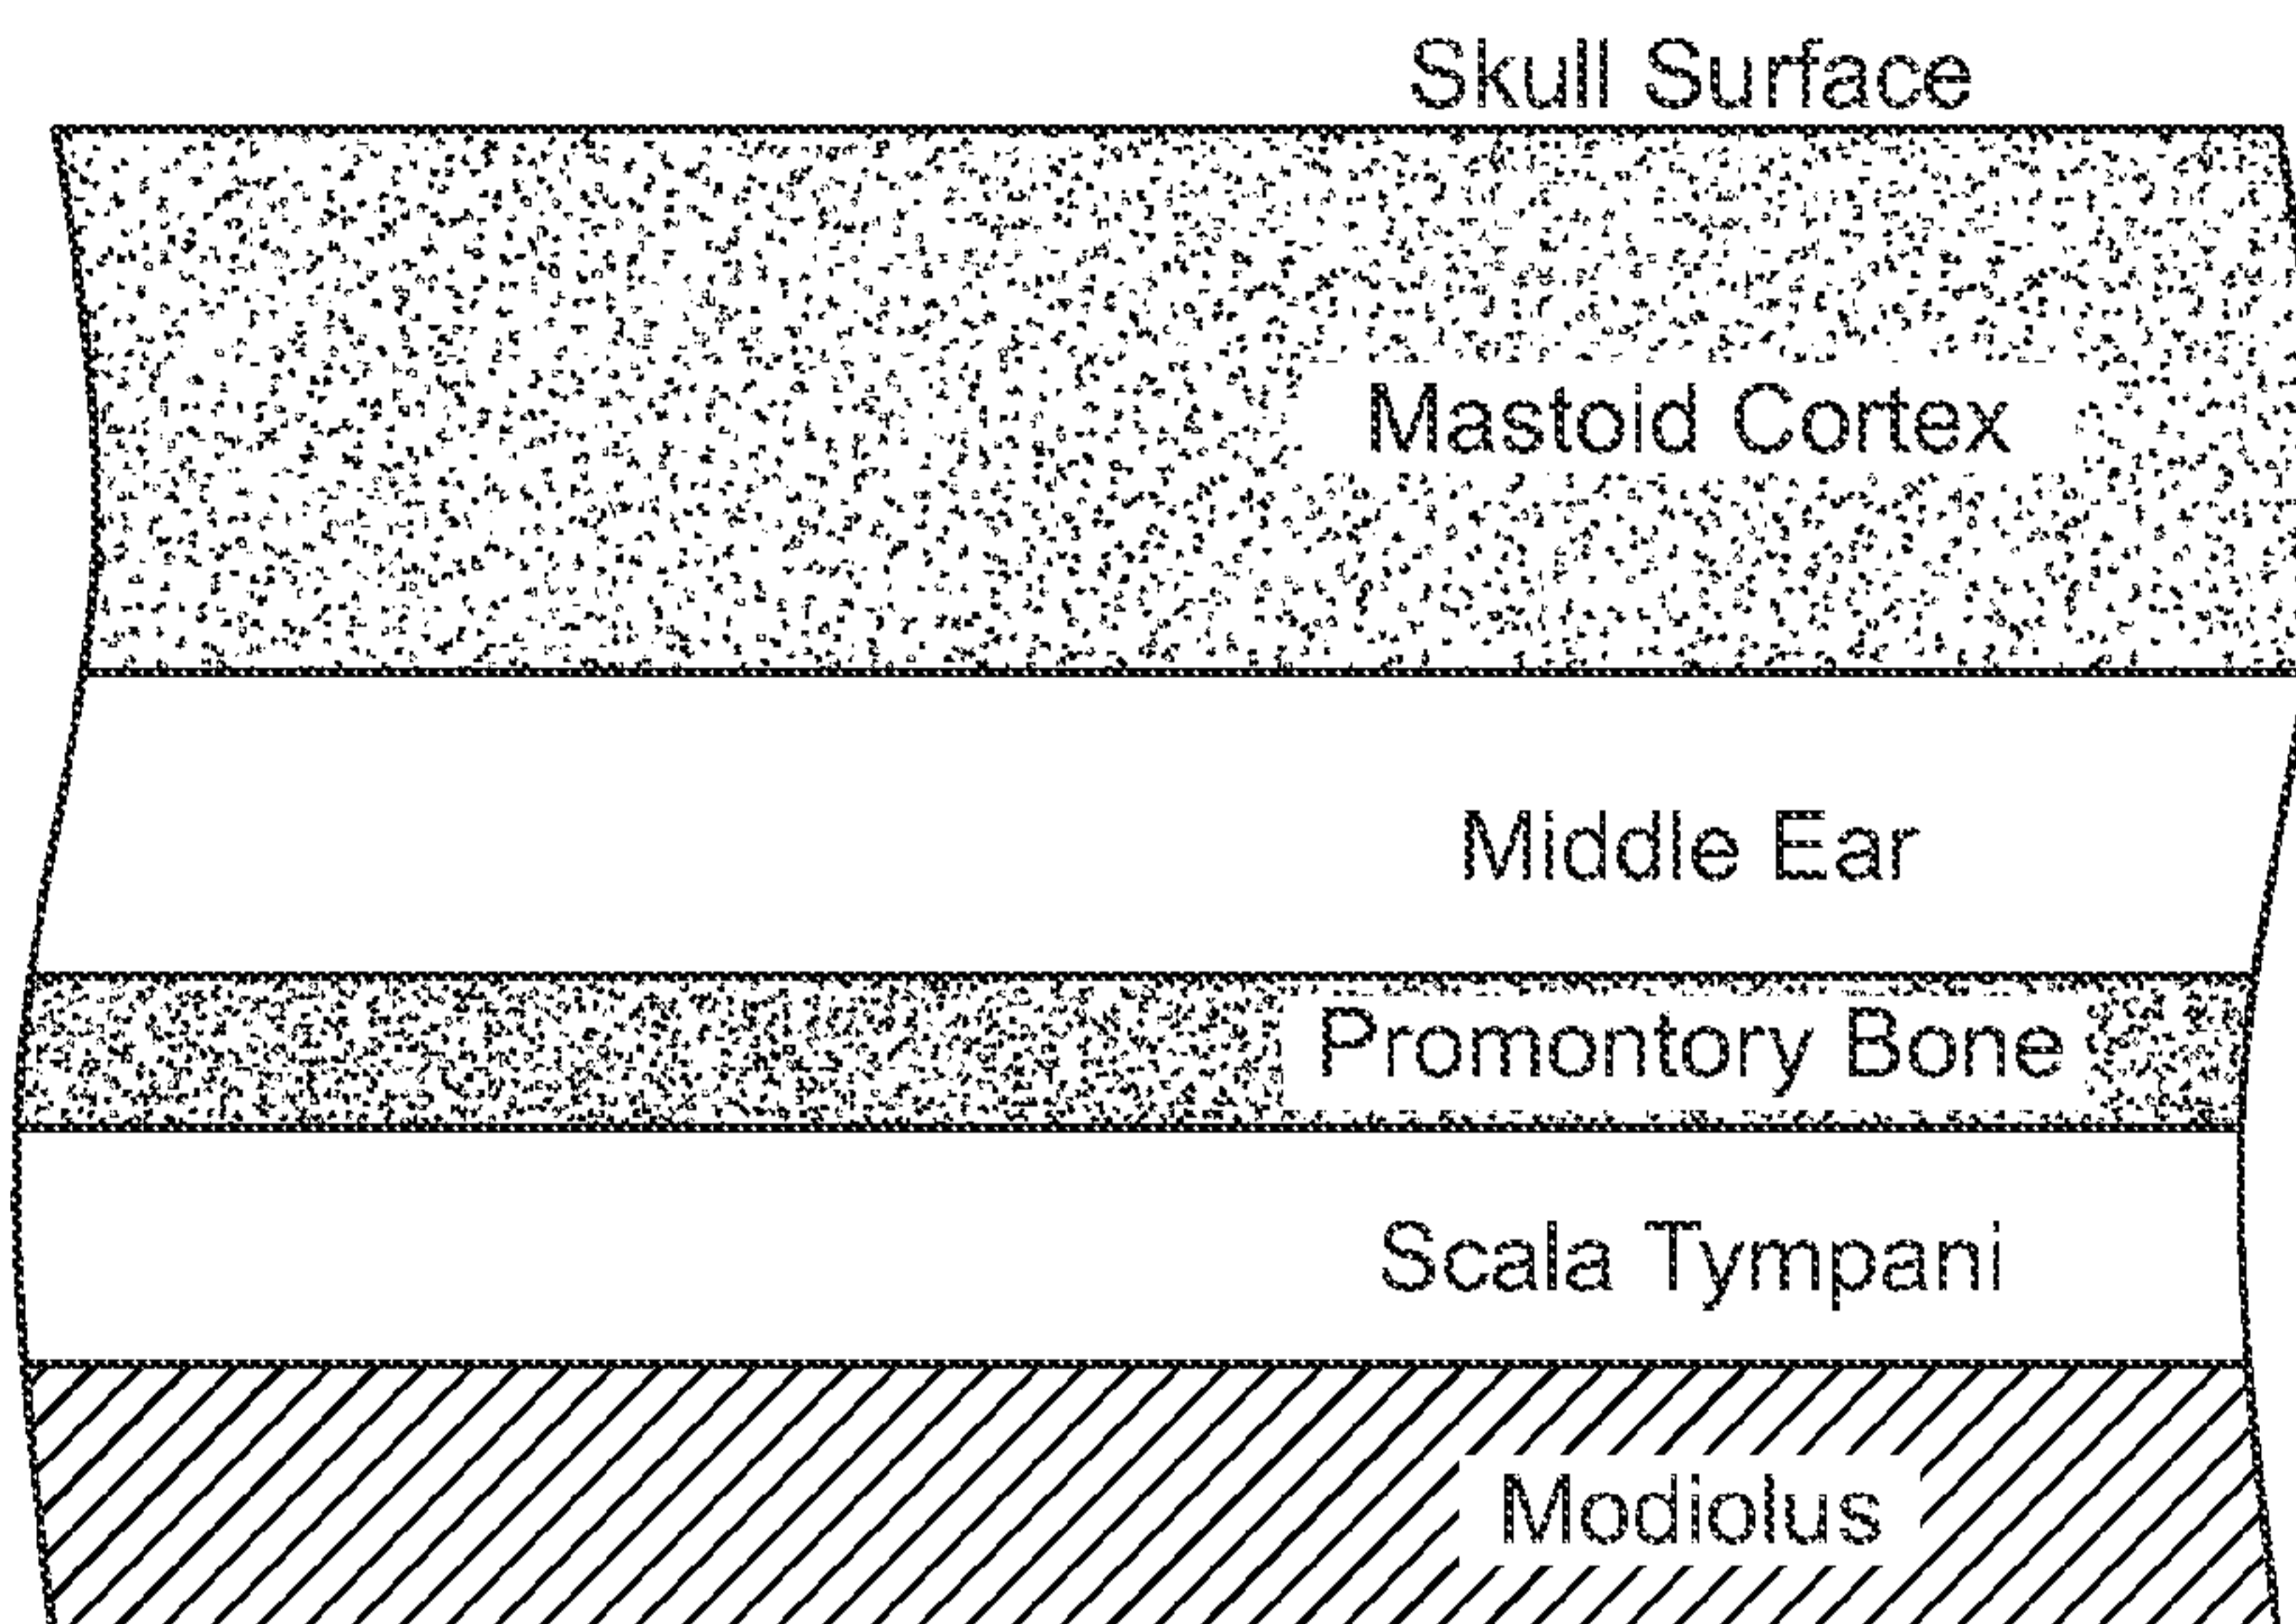 Skull Surface
Mastoid Cortex
Middle Ear
Promontory Bone
Scala Tympani
Modiolus